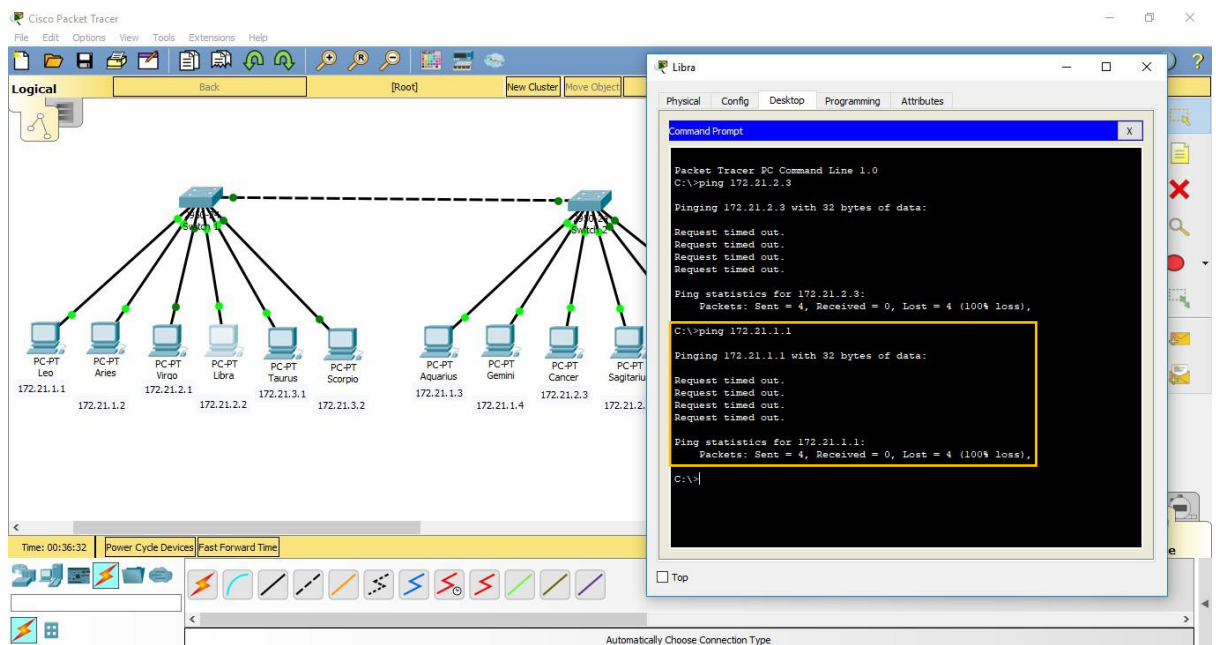 Cisco Packet Tracer
File Edit Options View Tools Extensions Help
Logical
Back
[Root]
New Cluster
Move Object
Switch 1
Switch 2
PC-PT
Leo
172.21.1.1
PC-PT
Aries
172.21.1.2
PC-PT
Virgo
172.21.2.1
PC-PT
Libra
172.21.2.2
PC-PT
Taurus
172.21.3.1
PC-PT
Scorpio
172.21.3.2
PC-PT
Aquarius
172.21.1.3
PC-PT
Gemini
172.21.1.4
PC-PT
Cancer
172.21.2.3
PC-PT
Sagitariu
172.21.2.
Libra
Physical Config Desktop Programming Attributes
Command Prompt
X
Packet Tracer PC Command Line 1.0
C:\>ping 172.21.2.3
Pinging 172.21.2.3 with 32 bytes of data:
Request timed out.
Request timed out.
Request timed out.
Request timed out.
Ping statistics for 172.21.2.3:
Packets: Sent = 4, Received = 0, Lost = 4 (100% loss),
C:\>ping 172.21.1.1
Pinging 172.21.1.1 with 32 bytes of data:
Request timed out.
Request timed out.
Request timed out.
Request timed out.
Ping statistics for 172.21.1.1:
Packets: Sent = 4, Received = 0, Lost = 4 (100% loss),
C:\>
Top
Time: 00:36:32
Power Cycle Devices
Fast Forward Time
e
Automatically Choose Connection Type